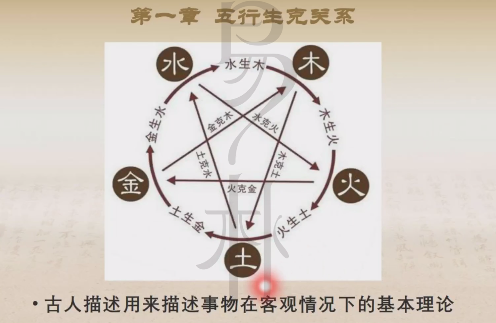 第一章 五行生克关系
水
水生木
木
金生水
木生火
金克木
水克火
土克水
木克土
金
火克金
火
土生金
火生土
土
•古人描述用来描述事物在客观情况下的基本理论